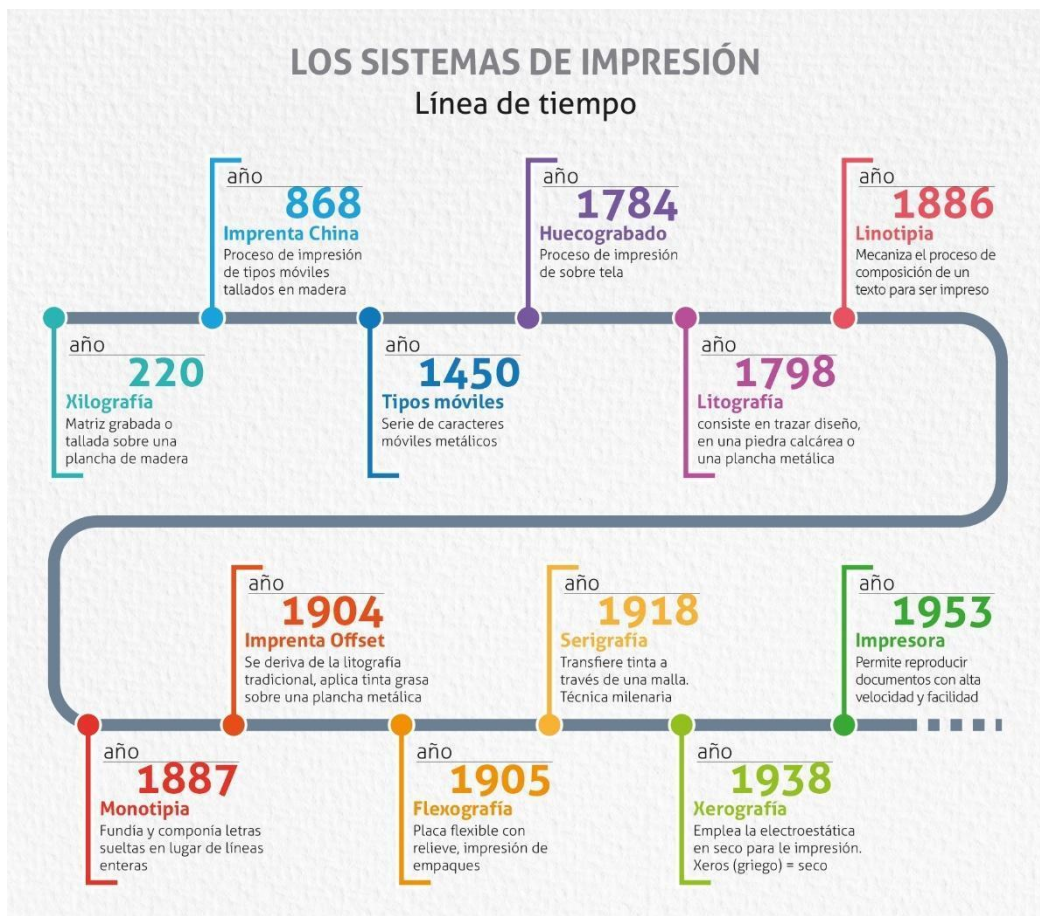 LOS SISTEMAS DE IMPRESIÓN
Línea de tiempo
año
220
Xilografía
Matriz grabada o
tallada sobre una
plancha de madera
año
868
Imprenta China
Proceso de impresión
de tipos móviles
tallados en madera
año
1450
Tipos móviles
Serie de caracteres
móviles metálicos
año
1784
Huecograbado
Proceso de impresión
de sobre tela
año
1798
Litografía
consiste en trazar diseño,
en una piedra calcárea o
una plancha metálica
año
1886
Linotipia
Mecaniza el proceso de
composición de un
texto para ser impreso
año
1887
Monotipia
Fundía y componía letras
sueltas en lugar de líneas
enteras
año
1904
Imprenta Offset
Se deriva de la litografía
tradicional, aplica tinta grasa
sobre una plancha metálica
año
1905
Flexografía
Placa flexible con
relieve, impresión de
empaques
año
1918
Serigrafía
Transfiere tinta a
través de una malla.
Técnica milenaria
año
1938
Xerografía
Emplea la electroestática
en seco para le impresión.
Xeros (griego) = seco
año
1953
Impresora
Permite reproducir
documentos con alta
velocidad y facilidad